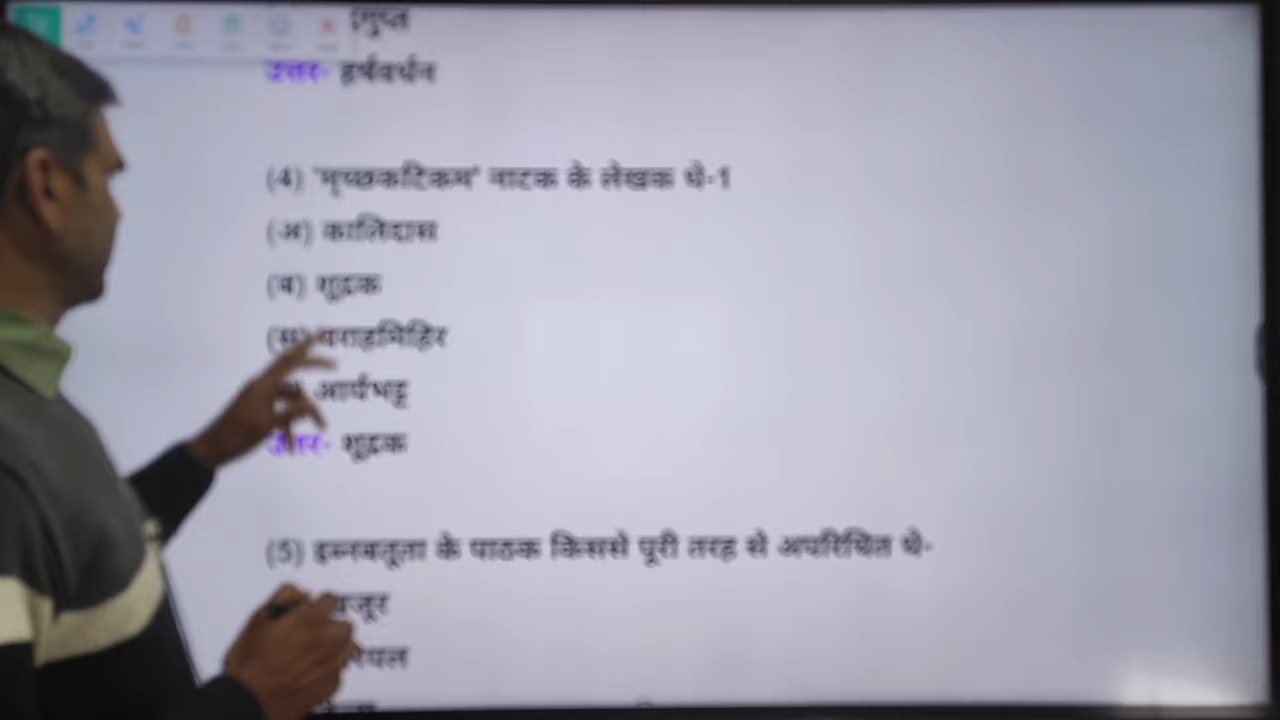 उत्तर- हर्षवर्धन
(4) 'मृच्छकटिकम' नाटक के लेखक थे-1
(अ) कालिदास
(ब) शूद्रक
(स) वराहमिहिर
आर्यभट्ट
उत्तर- शूद्रक
(5) इब्नबतूता के पाठक किससे पूरी तरह से अपरिचित थे-